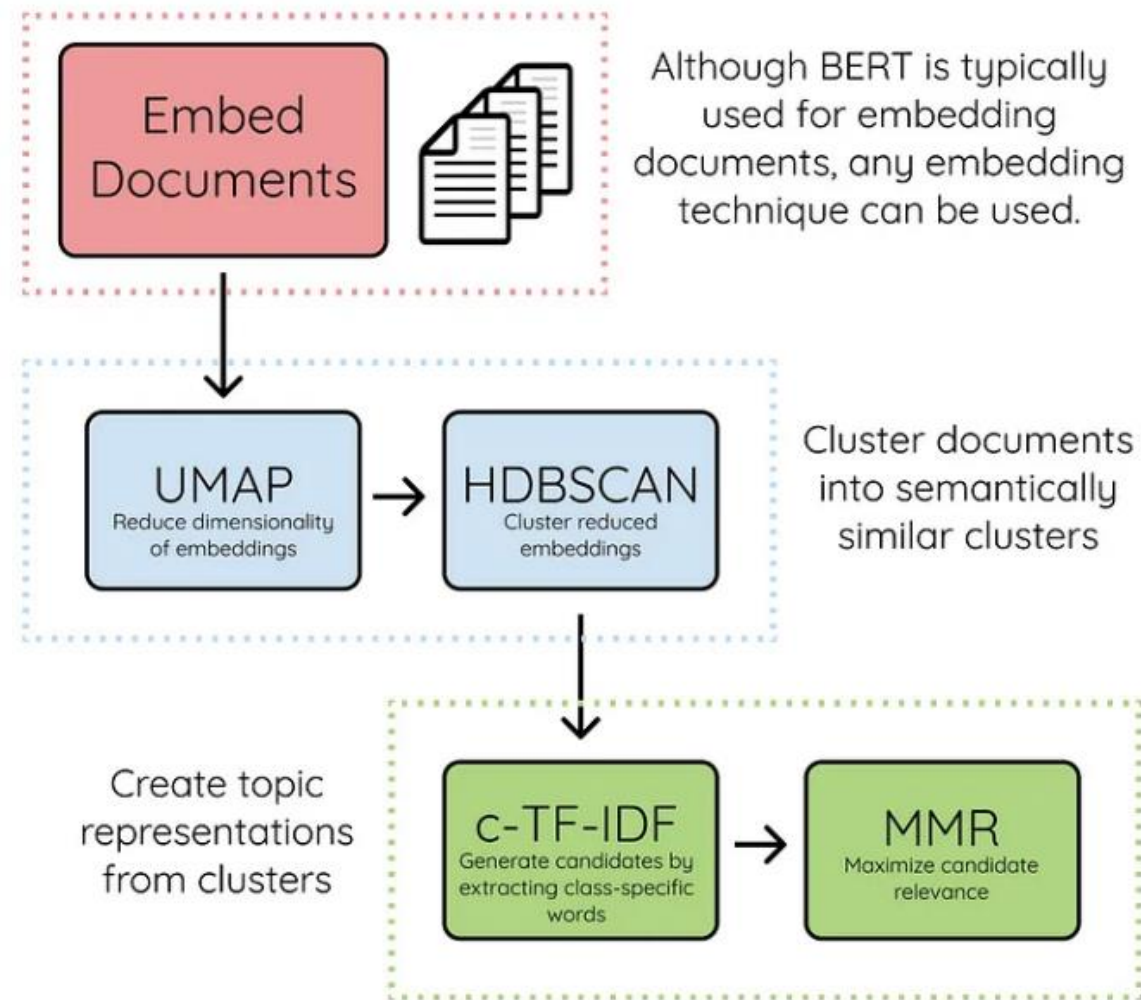 Embed
Documents
Although BERT is typically
used for embedding
documents, any embedding
technique can be used.
UMAP
Reduce dimensionality
of embeddings
HDBSCAN
Cluster reduced
embeddings
Cluster documents
into semantically
similar clusters
Create topic
representations
from clusters
c-TF-IDF
Generate candidates by
extracting class-specific
words
MMR
Maximize candidate
relevance